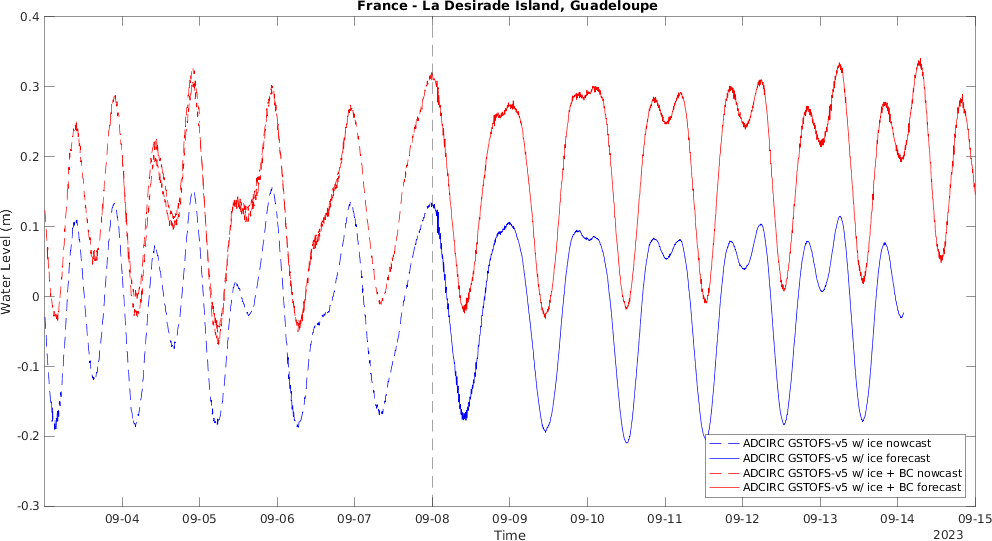 France - La Desirade Island, Guadeloupe
Water Level (m)
0.4
0.3
0.2
0.1
0
-0.1
-0.2
-0.3
ADCIRC GSTOFS-v5 w/ ice nowcast
ADCIRC GSTOFS-v5 w/ ice forecast
ADCIRC GSTOFS-v5 w/ ice + BC nowcast
ADCIRC GSTOFS-v5 w/ ice + BC forecast
09-04 09-05 09-06 09-07 09-08 09-09 09-10 09-11 09-12 09-13 09-14 09-15
Time
2023